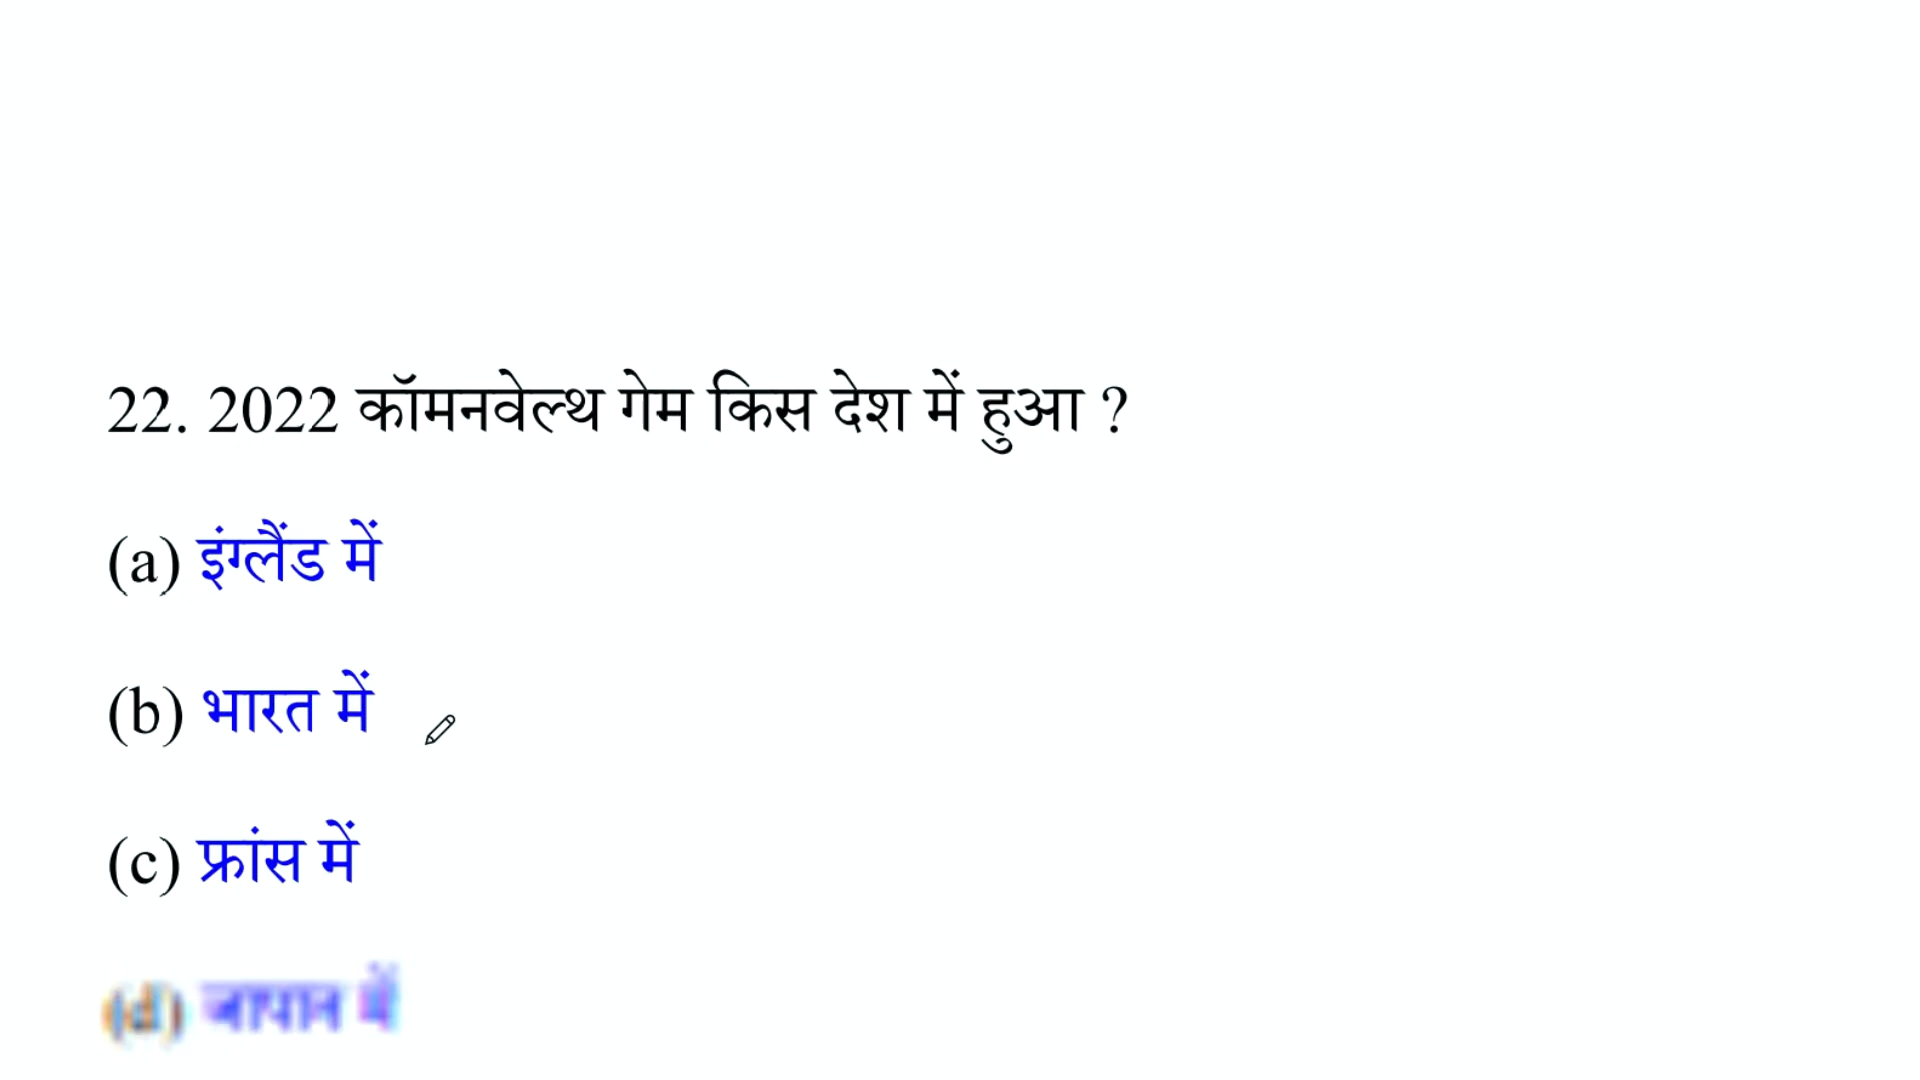 22. 2022 कॉमनवेल्थ गेम किस देश में हुआ ?
(a) इंग्लैंड में
(b) भारत में
(c) फ्रांस में
(d) जापान में